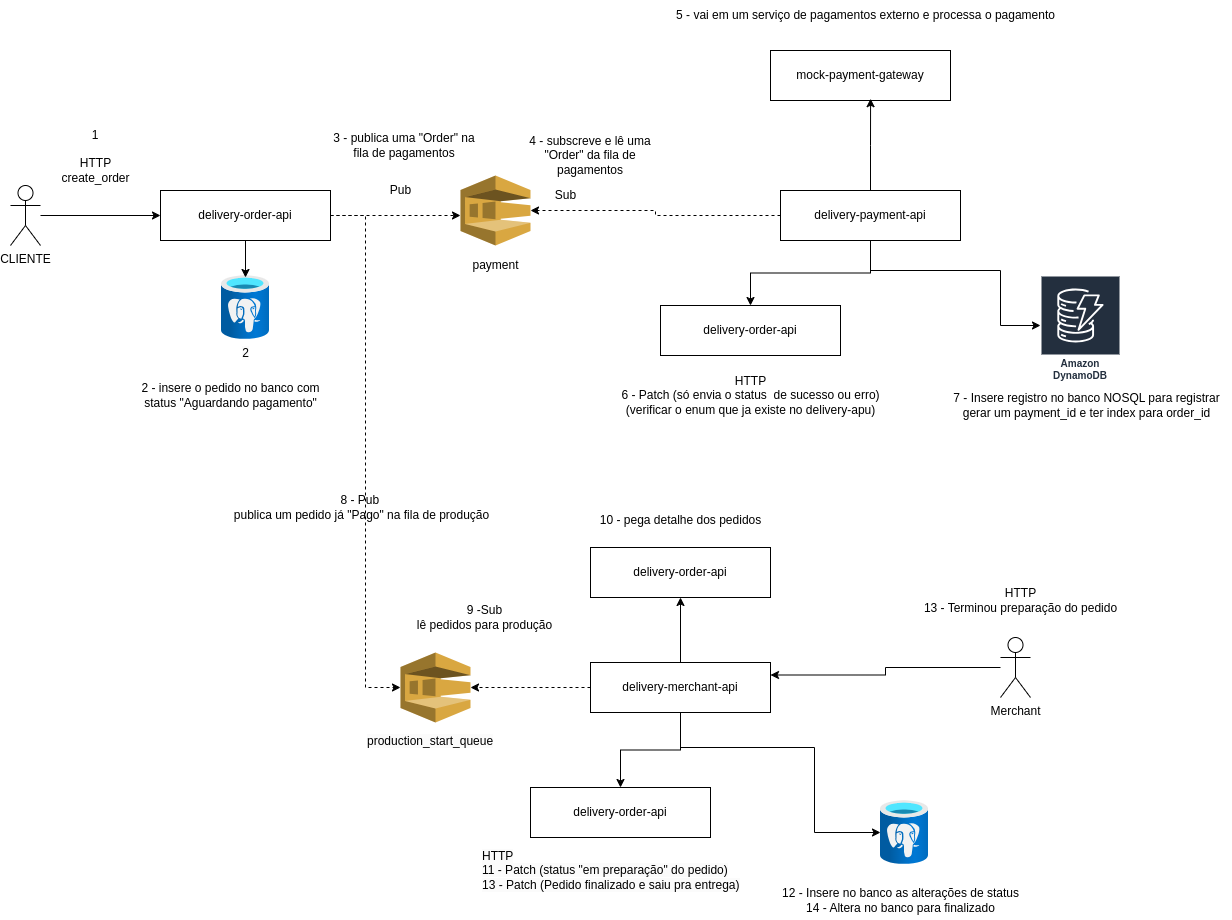 5 - vai em um serviço de pagamentos externo e processa o pagamento
mock-payment-gateway
1
HTTP
create_order
3 - publica uma "Order" na
fila de pagamentos
4 - subscreve e lê uma
"Order" da fila de
pagamentos
Pub
Sub
CLIENTE
delivery-order-api
payment
delivery-payment-api
2
2 - insere o pedido no banco com
status "Aguardando pagamento"
delivery-order-api
HTTP
6 - Patch (só envia o status  de sucesso ou erro)
(verificar o enum que ja existe no delivery-apu)
Amazon
DynamoDB
7 - Insere registro no banco NOSQL para registrar
gerar um payment_id e ter index para order_id
8 - Pub
publica um pedido já "Pago" na fila de produção
10 - pega detalhe dos pedidos
delivery-order-api
9 -Sub
lê pedidos para produção
HTTP
13 - Terminou preparação do pedido
production_start_queue
delivery-merchant-api
Merchant
delivery-order-api
HTTP
11 - Patch (status "em preparação" do pedido)
13 - Patch (Pedido finalizado e saiu pra entrega)
12 - Insere no banco as alterações de status
14 - Altera no banco para finalizado